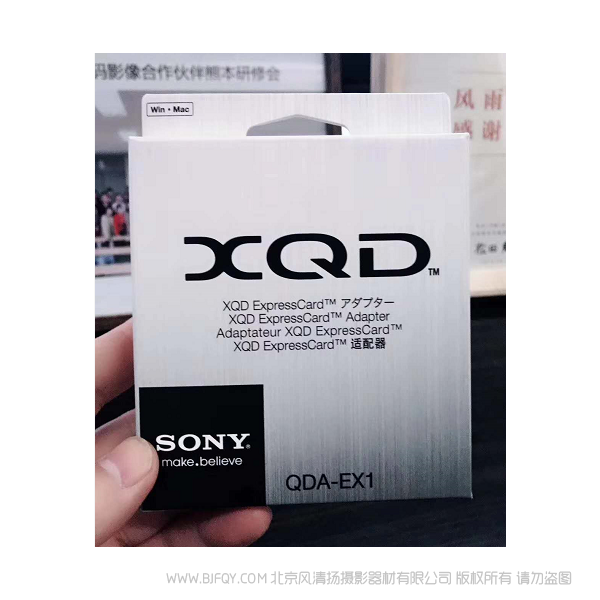 码影像合作伙伴熊本研修会
风雨
感谢
Win • Mac
XQD™
XQD ExpressCard™ アダプター
XQD ExpressCard™ Adapter
Adaptateur XQD ExpressCard™
XQD ExpressCard™ 适配器
SONY®
make.believe
QDA-EX1
WWW.BJFQY.COM 北京风清扬摄影器材有限公司 版权所有 请勿盗图